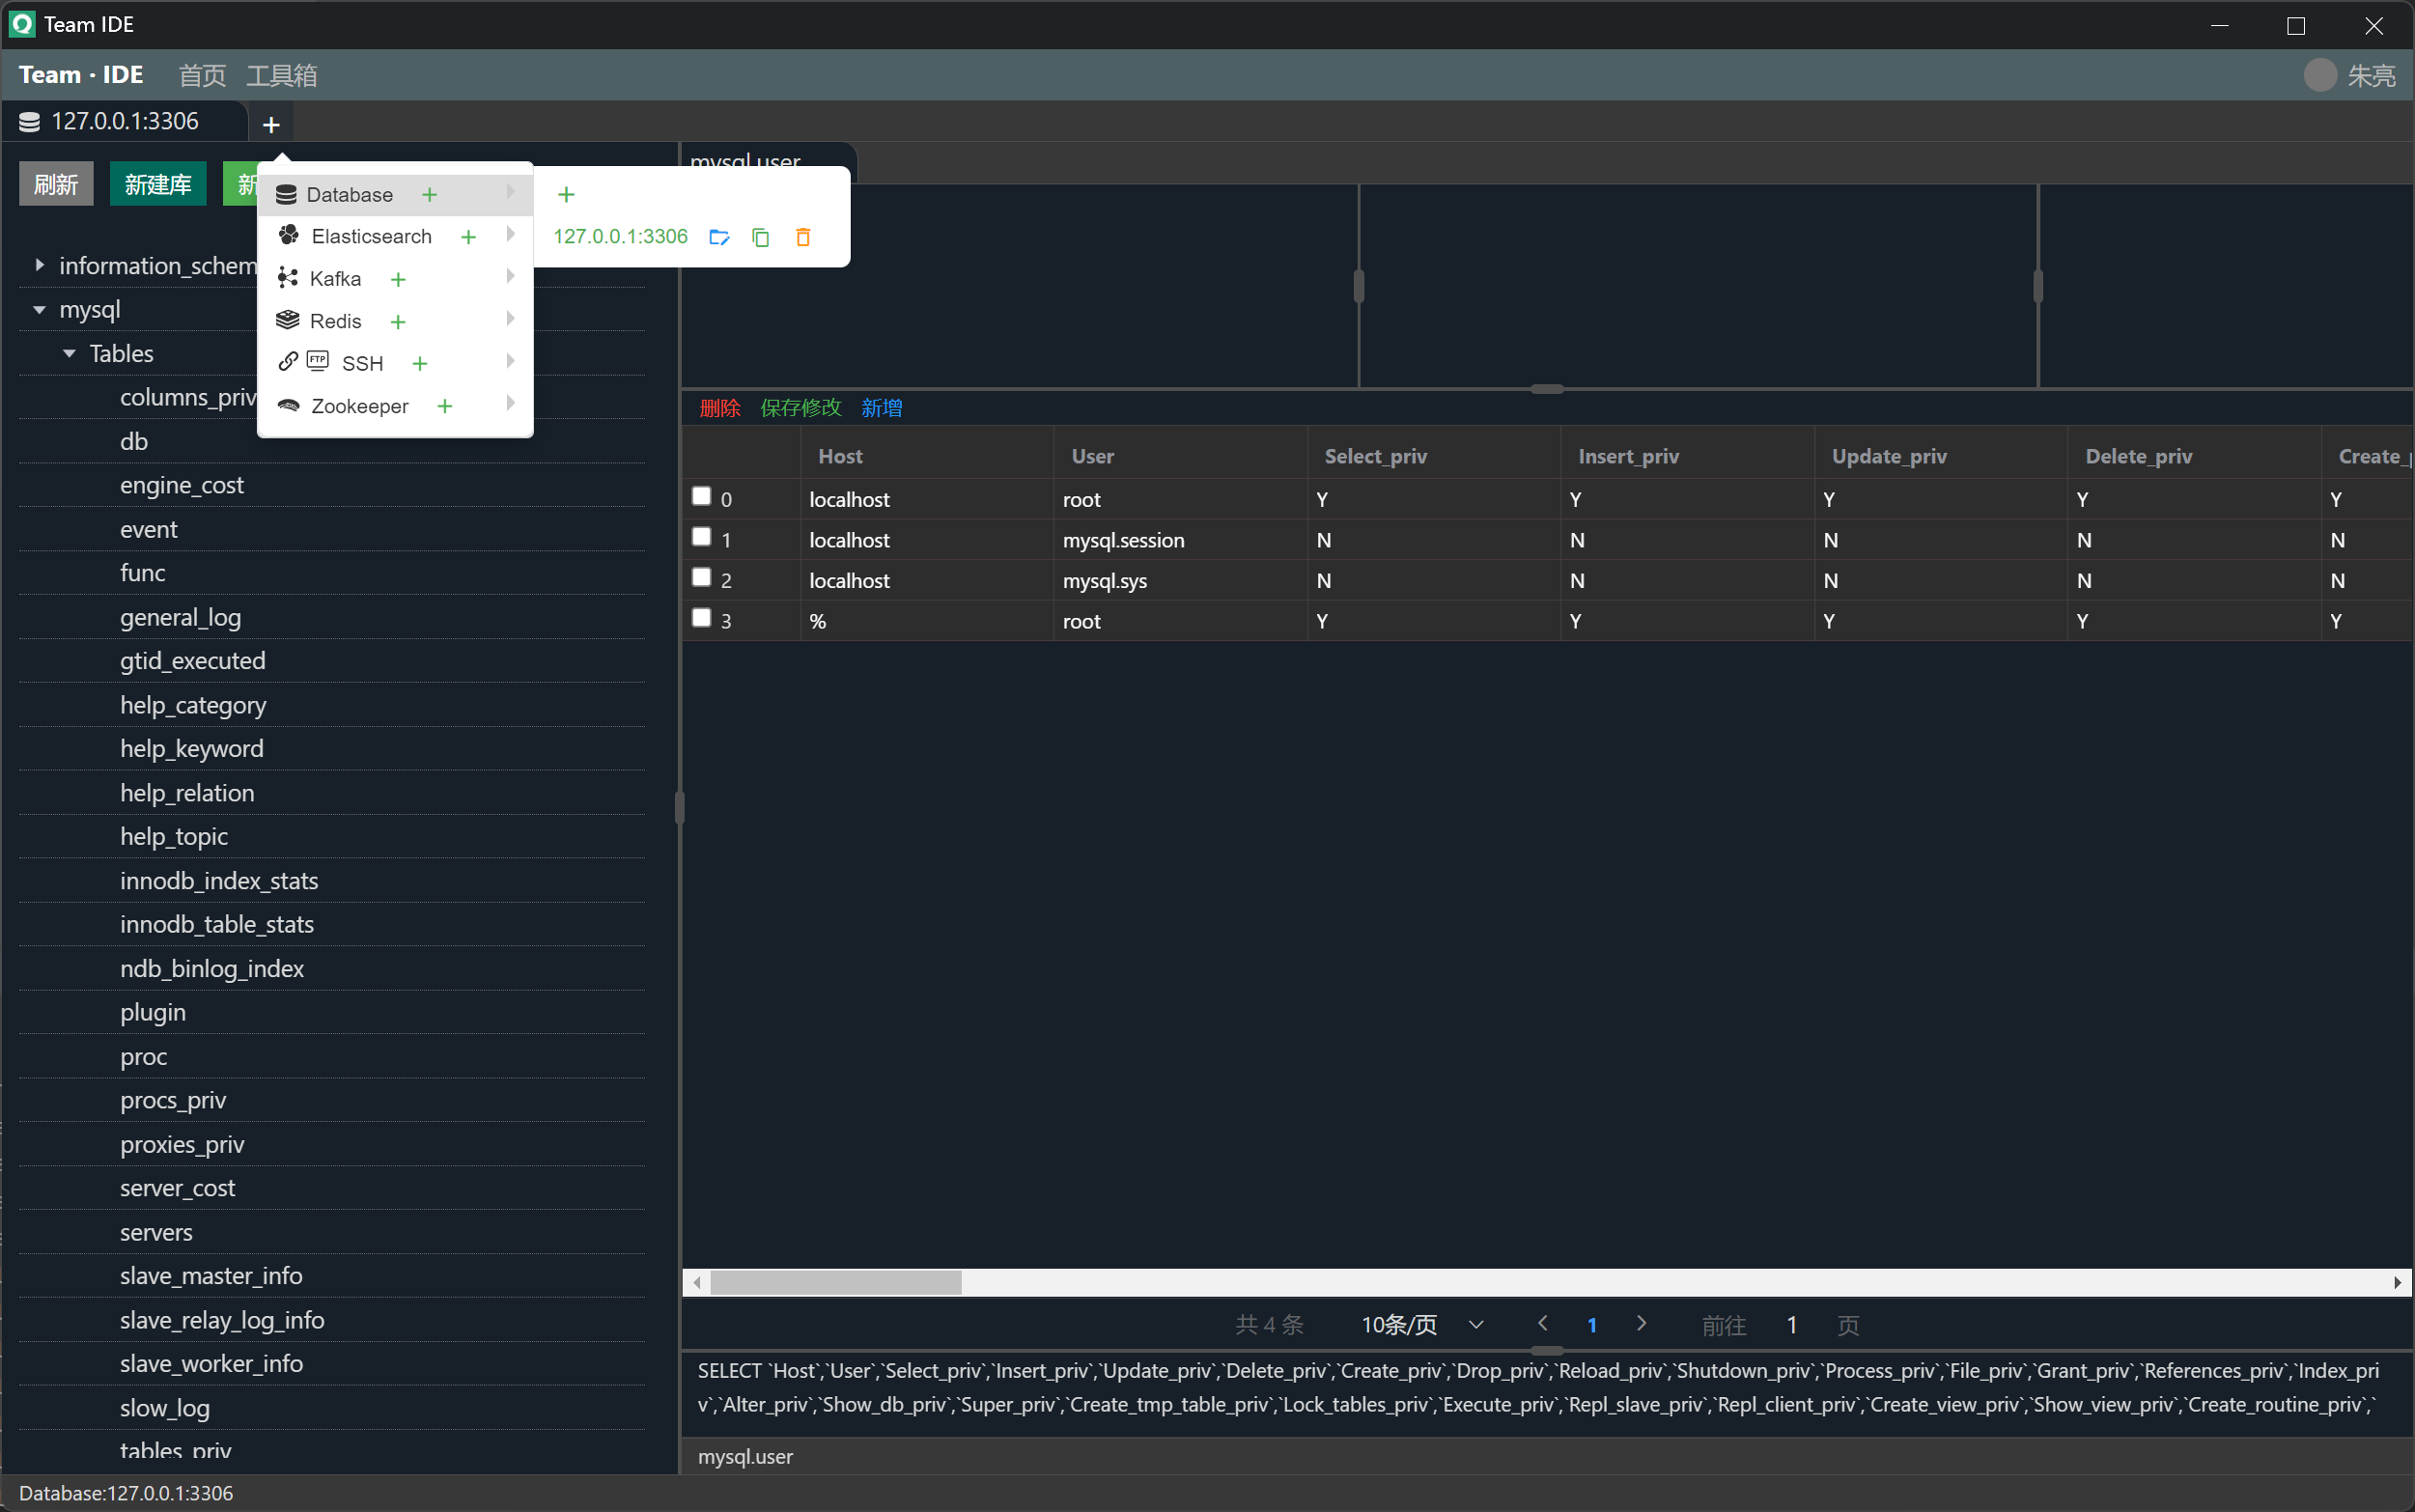 Team IDE
Team · IDE 首页 工具箱 朱亮
127.0.0.1:3306 +
刷新 新建库 新
mysql.user
Database +
Elasticsearch +
Kafka +
Redis +
FTP SSH +
Zookeeper +
+
127.0.0.1:3306
information_schem
mysql
Tables
columns_priv
db
engine_cost
event
func
general_log
gtid_executed
help_category
help_keyword
help_relation
help_topic
innodb_index_stats
innodb_table_stats
ndb_binlog_index
plugin
proc
procs_priv
proxies_priv
server_cost
servers
slave_master_info
slave_relay_log_info
slave_worker_info
slow_log
tables_priv
删除 保存修改 新增
Host User Select_priv Insert_priv Update_priv Delete_priv Create_p
0 localhost root Y Y Y Y Y
1 localhost mysql.session N N N N N
2 localhost mysql.sys N N N N N
3 % root Y Y Y Y Y
共 4 条 10条/页 1 前往 1 页
SELECT `Host`,`User`,`Select_priv`,`Insert_priv`,`Update_priv`,`Delete_priv`,`Create_priv`,`Drop_priv`,`Reload_priv`,`Shutdown_priv`,`Process_priv`,`File_priv`,`Grant_priv`,`References_priv`,`Index_pri
v`,`Alter_priv`,`Show_db_priv`,`Super_priv`,`Create_tmp_table_priv`,`Lock_tables_priv`,`Execute_priv`,`Repl_slave_priv`,`Repl_client_priv`,`Create_view_priv`,`Show_view_priv`,`Create_routine_priv`,`
mysql.user
Database:127.0.0.1:3306